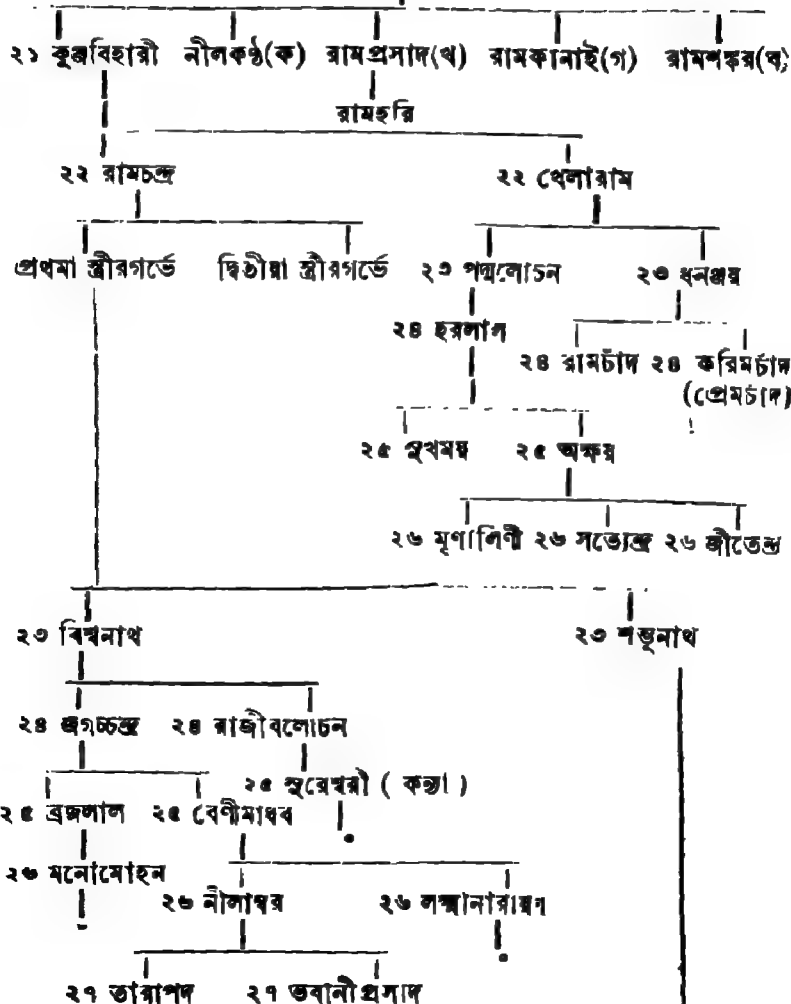 ২১ কুঞ্জবিহারী নীলকণ্ঠ(ক) রামপ্রসাদ(খ) রামকানাই(গ) রামশঙ্কর(ঘ)
রামহরি
২২ রামচন্দ্র ২২ খেলারাম
প্রথমা স্ত্রীরগর্ভে দ্বিতীয়া স্ত্রীরগর্ভে ২৩ পদ্মলোচন ২৩ ধনঞ্জয়
২৪ হরলাল
২৪ রামচাঁদ ২৪ করিমচাঁদ
(প্রেমচাঁদ)
২৫ সুখময় ২৫ অক্ষয়
২৬ মৃণালিণী ২৬ সত্যেন্দ্র ২৬ জীতেন্দ্র
২৩ বিশ্বনাথ ২৩ শম্ভূনাথ
২৪ জগচ্চন্দ্র ২৪ রাজীবলোচন
২৫ সুরেশ্বরী ( কন্যা )
২৫ ব্রজলাল ২৫ বেণীমাধব
২৬ মনোমোহন
২৬ নীলাম্বর ২৬ লক্ষ্মীনারায়ণ
২৭ তারাপদ ২৭ ভবানীপ্রসাদ